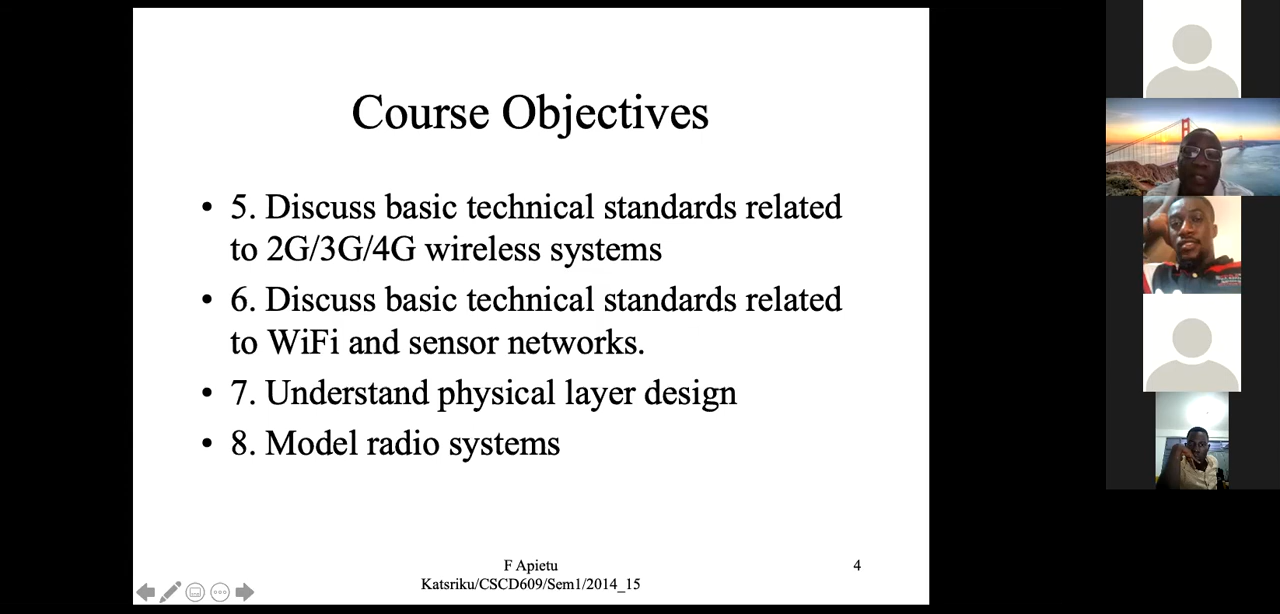 Course Objectives
• 5. Discuss basic technical standards related
to 2G/3G/4G wireless systems
• 6. Discuss basic technical standards related
to WiFi and sensor networks.
• 7. Understand physical layer design
• 8. Model radio systems
F Apietu
Katsriku/CSCD609/Sem1/2014_15
4